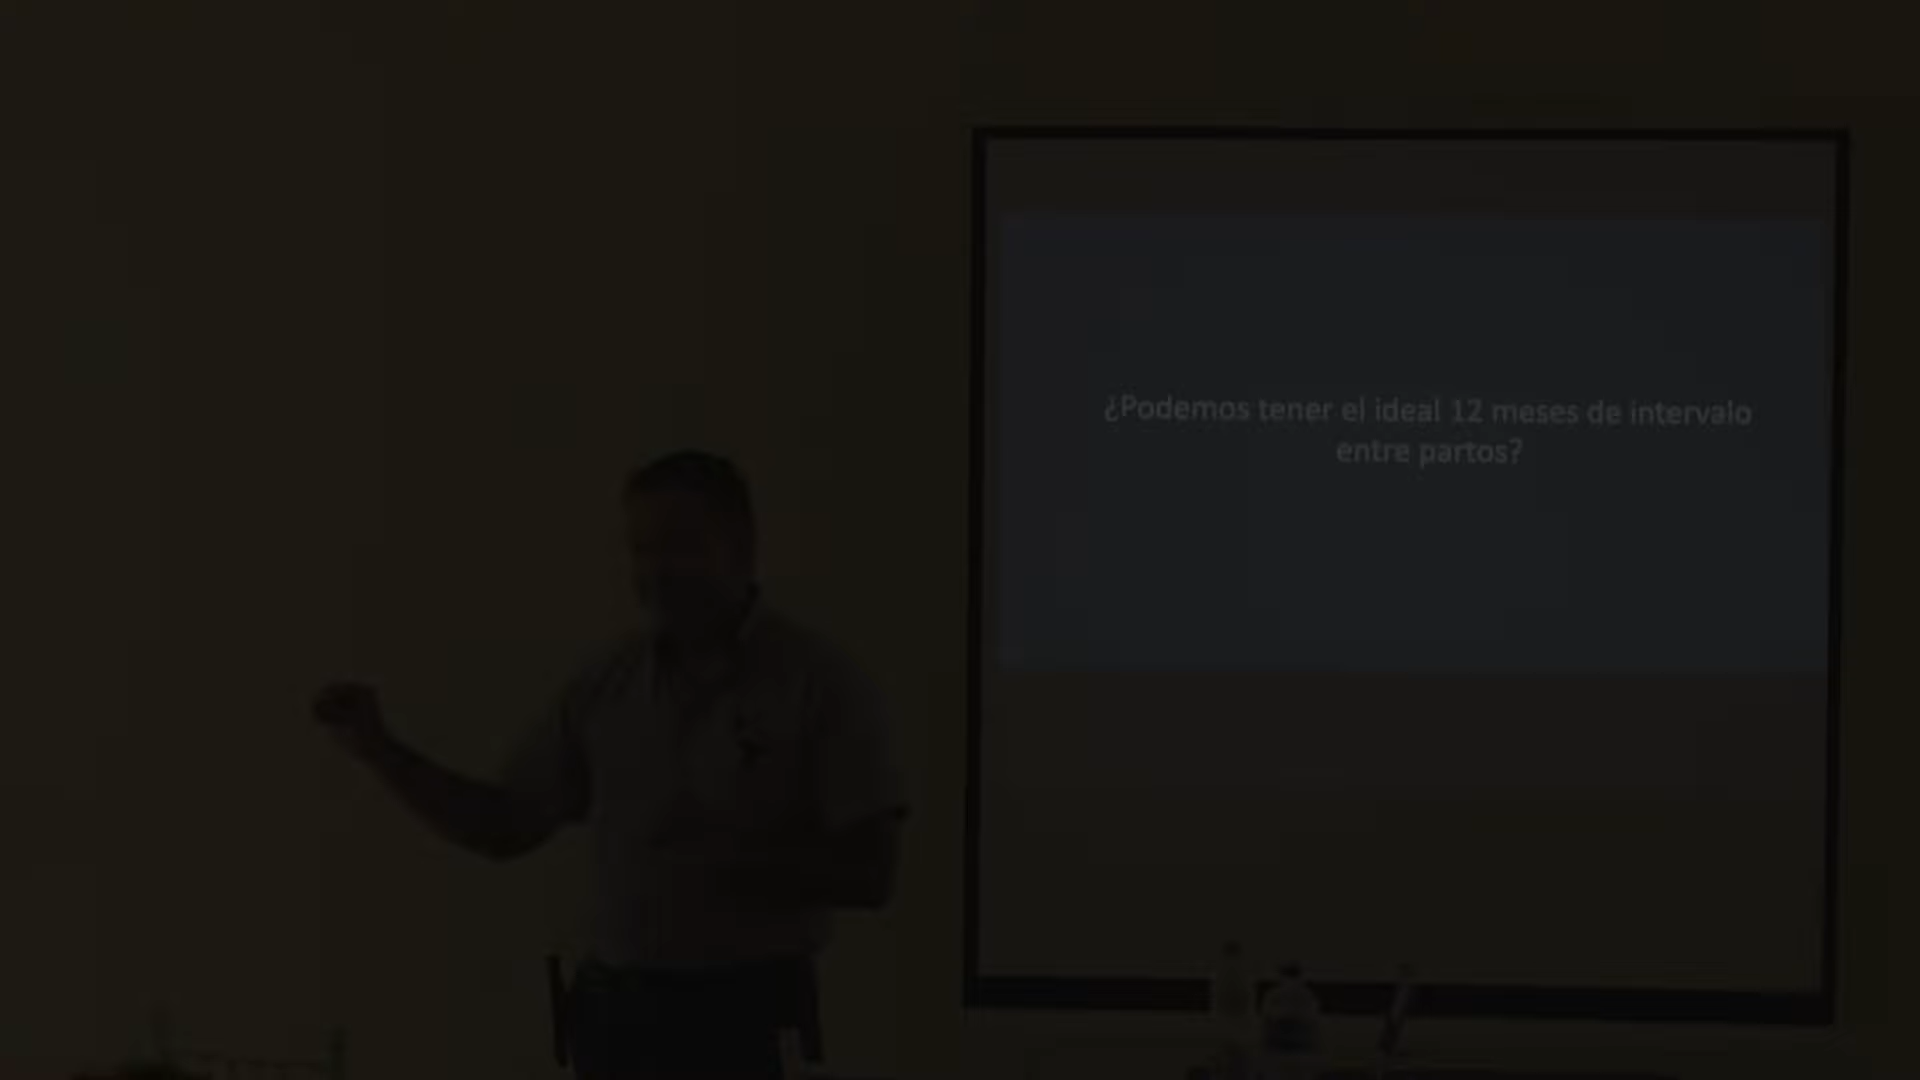 ¿Podemos tener el ideal 12 meses de intervalo
entre partos?